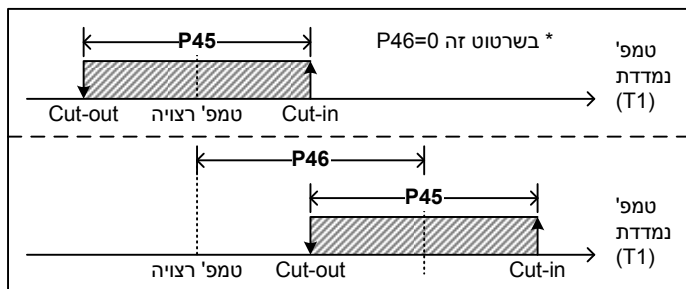 P45
* בשרטוט זה P46=0
טמפ'
נמדדת
(T1)
Cut-out
טמפ' רצויה
Cut-in
P46
P45
טמפ'
נמדדת
(T1)
טמפ' רצויה
Cut-out
Cut-in